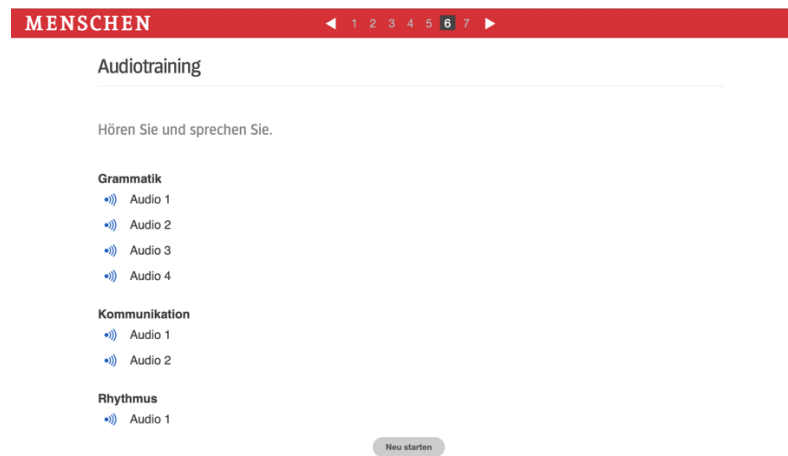 MENSCHEN
1 2 3 4 5 6 7
Audiotraining
Hören Sie und sprechen Sie.
Grammatik
Audio 1
Audio 2
Audio 3
Audio 4
Kommunikation
Audio 1
Audio 2
Rhythmus
Audio 1
Neu starten